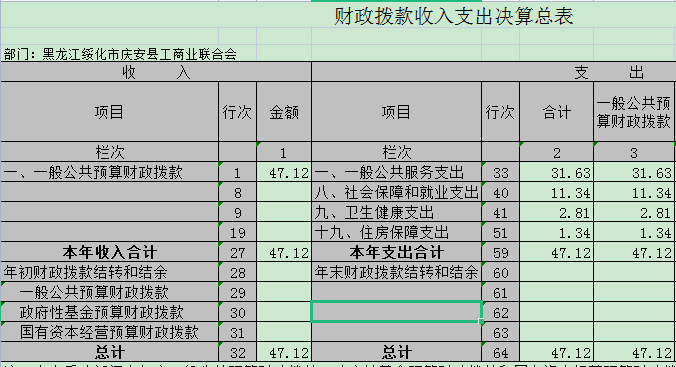 财政拨款收入支出决算总表
部门：黑龙江绥化市庆安县工商业联合会
收 入 支 出
项目 行次 金额 项目 行次 合计 一般公共预算财政拨款
栏次 1 栏次 2 3
一、一般公共预算财政拨款 1 47.12 一、一般公共服务支出 33 31.63 31.63
8 八、社会保障和就业支出 40 11.34 11.34
9 九、卫生健康支出 41 2.81 2.81
19 十九、住房保障支出 51 1.34 1.34
本年收入合计 27 47.12 本年支出合计 59 47.12 47.12
年初财政拨款结转和结余 28 年末财政拨款结转和结余 60
一般公共预算财政拨款 29 61
政府性基金预算财政拨款 30 62
国有资本经营预算财政拨款 31 63
总计 32 47.12 总计 64 47.12 47.12